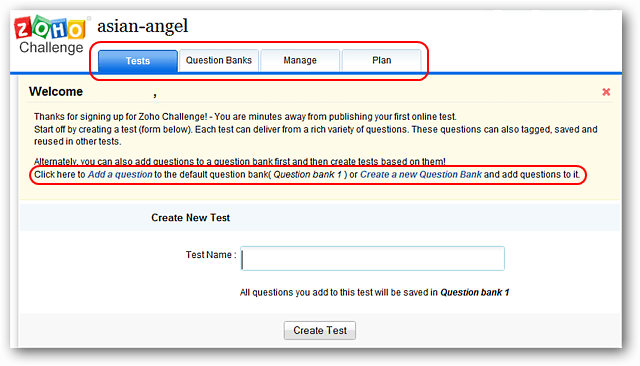 ZOHO
Challenge
asian-angel
Tests
Question Banks
Manage
Plan
Welcome ,
Thanks for signing up for Zoho Challenge! - You are minutes away from publishing your first online test.
Start off by creating a test (form below). Each test can deliver from a rich variety of questions. These questions can also tagged, saved and
reused in other tests.
Alternately, you can also add questions to a question bank first and then create tests based on them!
Click here to Add a question to the default question bank( Question bank 1 ) or Create a new Question Bank and add questions to it.
Create New Test
Test Name :
All questions you add to this test will be saved in Question bank 1
Create Test